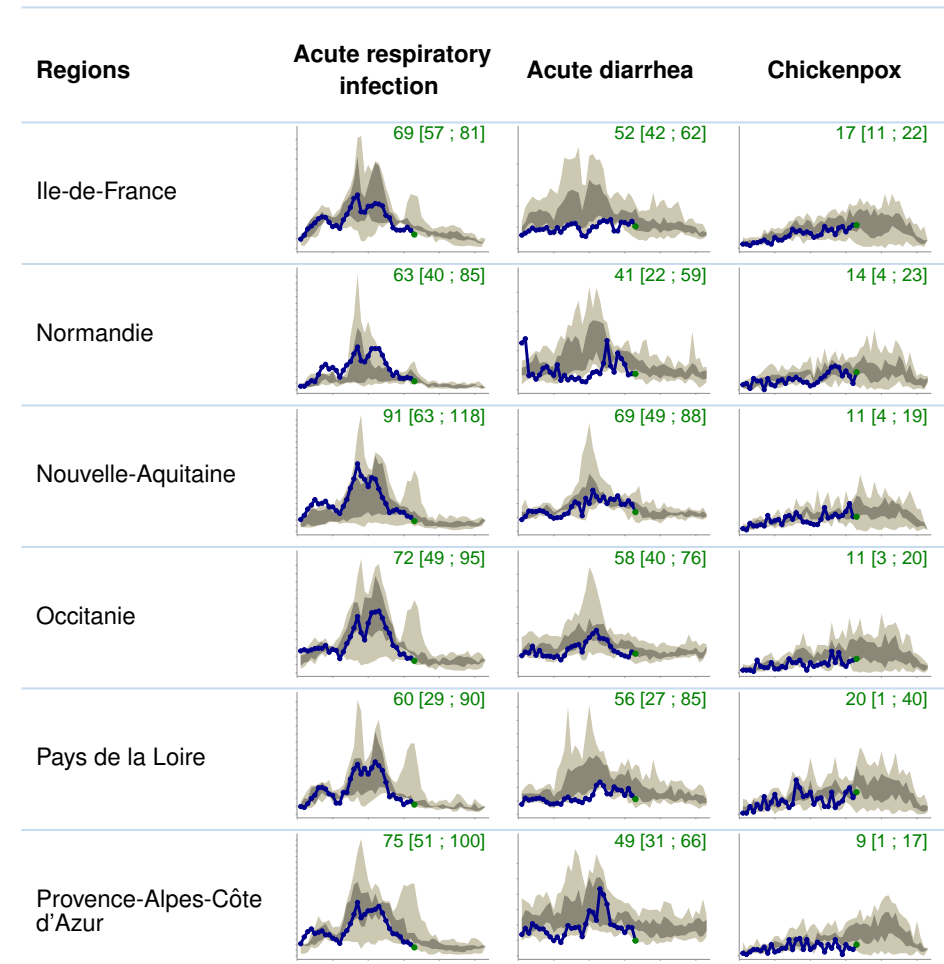 Regions
Acute respiratory
infection
Acute diarrhea
Chickenpox
Ile-de-France
69 [57 ; 81]
52 [42 ; 62]
17 [11 ; 22]
Normandie
63 [40 ; 85]
41 [22 ; 59]
14 [4 ; 23]
Nouvelle-Aquitaine
91 [63 ; 118]
69 [49 ; 88]
11 [4 ; 19]
Occitanie
72 [49 ; 95]
58 [40 ; 76]
11 [3 ; 20]
Pays de la Loire
60 [29 ; 90]
56 [27 ; 85]
20 [1 ; 40]
Provence-Alpes-Côte
d'Azur
75 [51 ; 100]
49 [31 ; 66]
9 [1 ; 17]